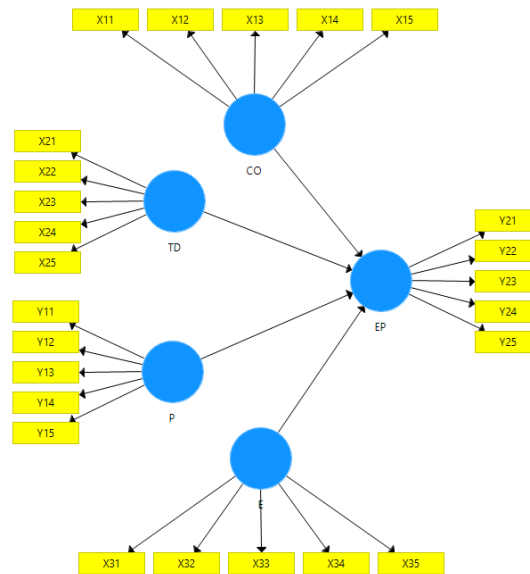 X11 X12 X13 X14 X15
CO
X21
X22
X23
X24
X25
TD
Y21
Y22
Y23
Y24
Y25
EP
Y11
Y12
Y13
Y14
Y15
P
E
X31 X32 X33 X34 X35